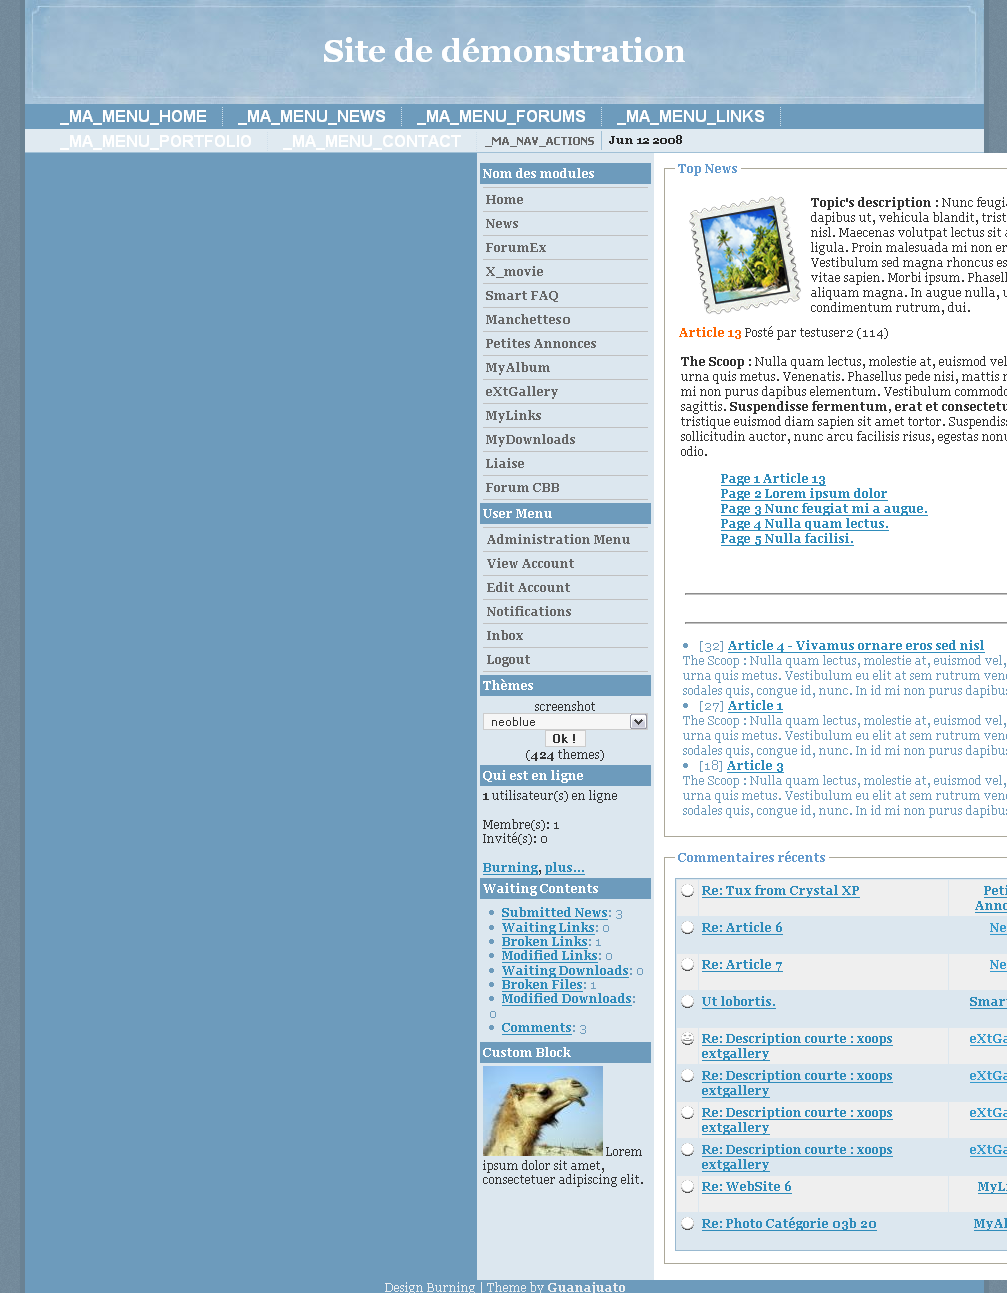 Site de démonstration
_MA_MENU_HOME _MA_MENU_NEWS _MA_MENU_FORUMS _MA_MENU_LINKS
_MA_MENU_PORTFOLIO _MA_MENU_CONTACT _MA_NAV_ACTIONS Jun 12 2008
Nom des modules
Home
News
ForumEx
X_movie
Smart FAQ
Manchetteso
Petites Annonces
MyAlbum
eXtGallery
MyLinks
MyDownloads
Liaise
Forum CBB
User Menu
Administration Menu
View Account
Edit Account
Notifications
Inbox
Logout
Thèmes
screenshot
neoblue
Ok !
(424 themes)
Qui est en ligne
1 utilisateur(s) en ligne
Membre(s): 1
Invité(s): 0
Burning, plus...
Waiting Contents
Submitted News: 3
Waiting Links: 0
Broken Links: 1
Modified Links: 0
Waiting Downloads: 0
Broken Files: 1
Modified Downloads:
0
Comments: 3
Custom Block
Lorem
ipsum dolor sit amet,
consectetuer adipiscing elit.
Top News
Topic's description : Nunc feugia
dapibus ut, vehicula blandit, trist
nisl. Maecenas volutpat lectus sit a
ligula. Proin malesuada mi non er
Vestibulum sed magna rhoncus es
vitae sapien. Morbi ipsum. Phasell
aliquam magna. In augue nulla, u
condimentum rutrum, dui.
Article 13 Posté par testuser2 (114)
The Scoop : Nulla quam lectus, molestie at, euismod vel
urna quis metus. Venenatis. Phasellus pede nisi, mattis n
mi non purus dapibus elementum. Vestibulum commodo
sagittis. Suspendisse fermentum, erat et consectetu
tristique euismod diam sapien sit amet tortor. Suspendiss
sollicitudin auctor, nunc arcu facilisis risus, egestas nonu
odio.
Page 1 Article 13
Page 2 Lorem ipsum dolor
Page 3 Nunc feugiat mi a augue.
Page 4 Nulla quam lectus.
Page 5 Nulla facilisi.
[32] Article 4 - Vivamus ornare eros sed nisl
The Scoop : Nulla quam lectus, molestie at, euismod vel,
urna quis metus. Vestibulum eu elit at sem rutrum vene
sodales quis, congue id, nunc. In id mi non purus dapibu
[27] Article 1
The Scoop : Nulla quam lectus, molestie at, euismod vel,
urna quis metus. Vestibulum eu elit at sem rutrum vene
sodales quis, congue id, nunc. In id mi non purus dapibu
[18] Article 3
The Scoop : Nulla quam lectus, molestie at, euismod vel,
urna quis metus. Vestibulum eu elit at sem rutrum vene
sodales quis, congue id, nunc. In id mi non purus dapibus
Commentaires récents
Re: Tux from Crystal XP Peti
Anno
Re: Article 6 Ne
Re: Article 7 Ne
Ut lobortis. Smar
Re: Description courte : xoops eXtGa
extgallery
Re: Description courte : xoops eXtGa
extgallery
Re: Description courte : xoops eXtGa
extgallery
Re: Description courte : xoops eXtGa
extgallery
Re: WebSite 6 MyLi
Re: Photo Catégorie 03b 20 MyAl
Design Burning | Theme by Guanajuato